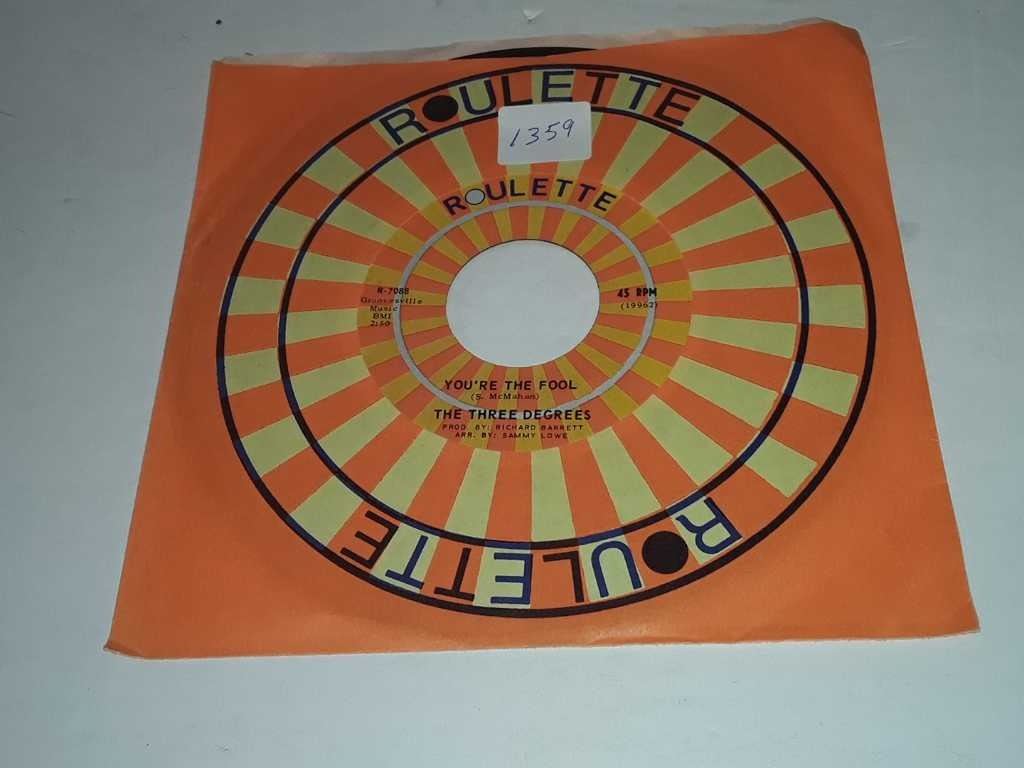 ROULETTE
1359
ROULETTE
R-7088
Groovesville
Music
BMI
2:50
45 RPM
(19962)
YOU'RE THE FOOL
(S. McMahan)
THE THREE DEGREES
PROD. BY: RICHARD BARRETT
ARR. BY: SAMMY LOWE
ROULETTE